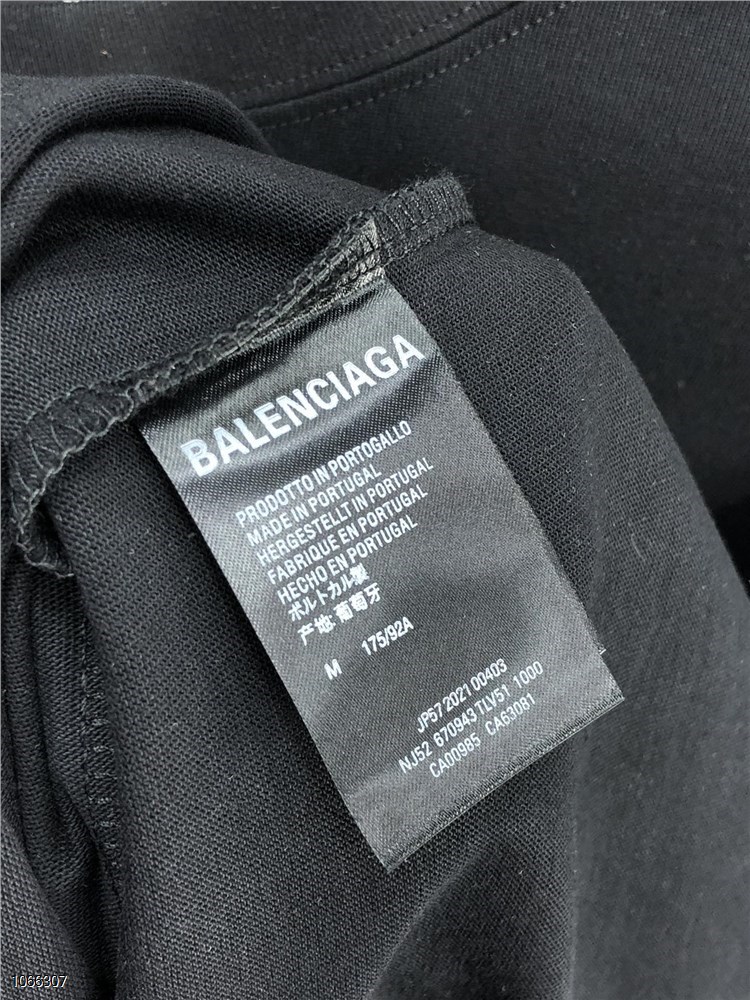 BALENCIAGA
PRODOTTO IN PORTOGALLO
MADE IN PORTUGAL
HERGESTELLT IN PORTUGAL
FABRIQUE EN PORTUGAL
HECHO EN PORTUGAL
ポルトカル製
产地:葡萄牙
M 175/92A
JP57 2021 00403
NJ52 670943 TLV51 1000
CA00985 CA63081
1066307